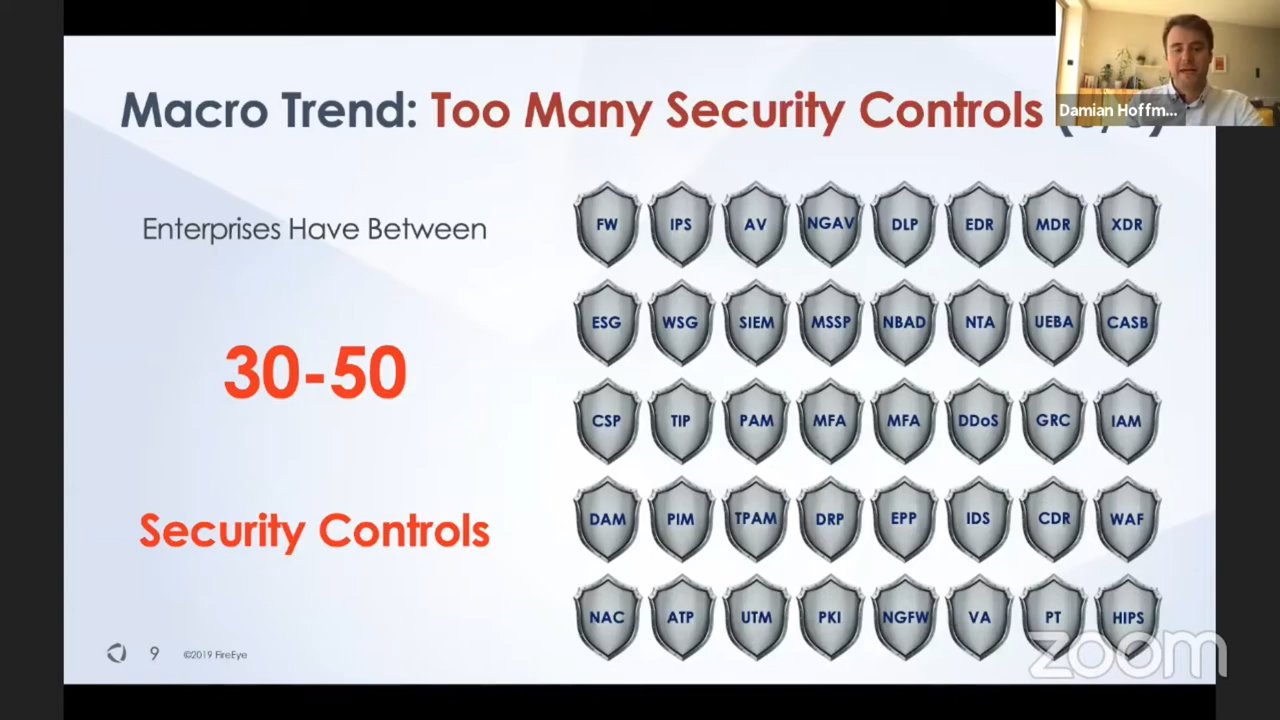 Macro Trend: Too Many Security Controls
Damian Hoffm...
Enterprises Have Between
30-50
Security Controls
FW IPS AV NGAV DLP EDR MDR XDR
ESG WSG SIEM MSSP NBAD NTA UEBA CASB
CSP TIP PAM MFA MFA DDoS GRC IAM
DAM PIM TPAM DRP EPP IDS CDR WAF
NAC ATP UTM PKI NGFW VA PT HIPS
9 ©2019 FireEye
zoom